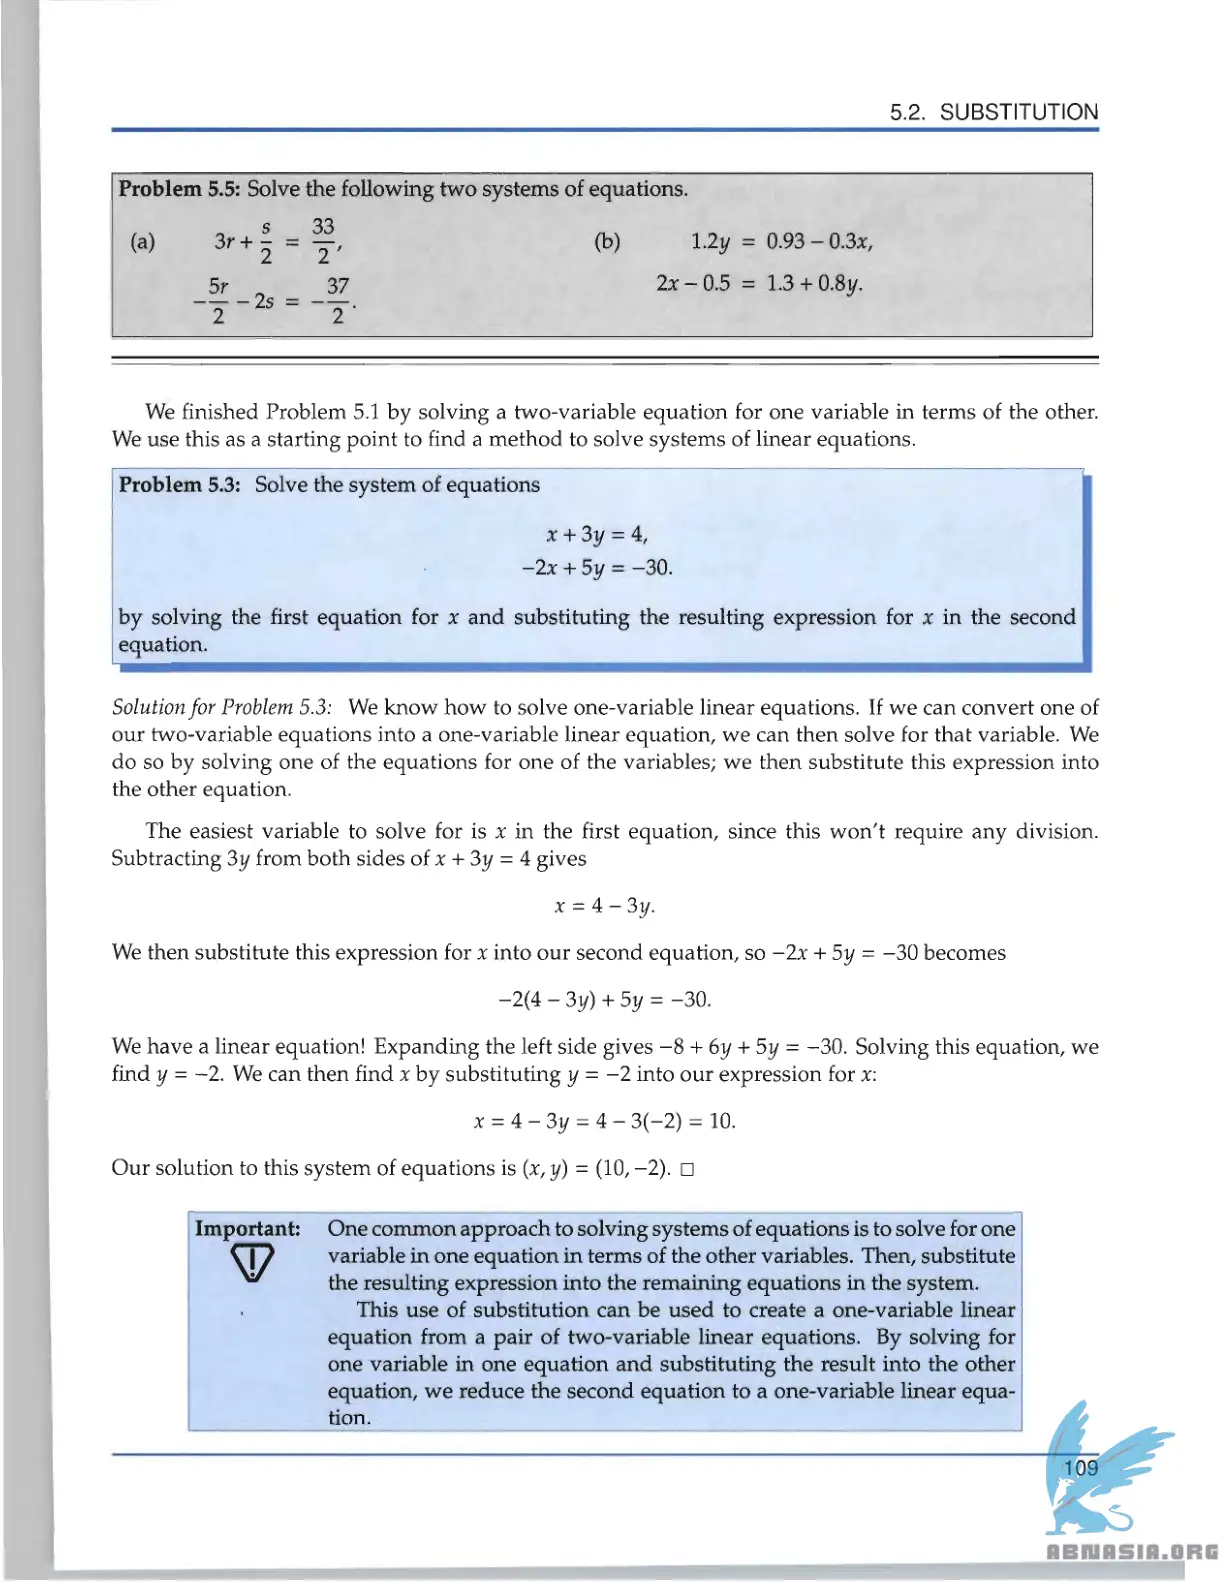 5.2. SUBSTITUTION
Problem 5.5: Solve the following two systems of equations.
(a) 3r + s/2 = 33/2,
(b) 1.2y = 0.93 − 0.3x,
−5r/2 − 2s = −37/2.
2x − 0.5 = 1.3 + 0.8y.
We finished Problem 5.1 by solving a two-variable equation for one variable in terms of the other.
We use this as a starting point to find a method to solve systems of linear equations.
Problem 5.3: Solve the system of equations
x + 3y = 4,
−2x + 5y = −30.
by solving the first equation for x and substituting the resulting expression for x in the second
equation.
Solution for Problem 5.3: We know how to solve one-variable linear equations. If we can convert one of
our two-variable equations into a one-variable linear equation, we can then solve for that variable. We
do so by solving one of the equations for one of the variables; we then substitute this expression into
the other equation.
The easiest variable to solve for is x in the first equation, since this won't require any division.
Subtracting 3y from both sides of x + 3y = 4 gives
x = 4 − 3y.
We then substitute this expression for x into our second equation, so −2x + 5y = −30 becomes
−2(4 − 3y) + 5y = −30.
We have a linear equation! Expanding the left side gives −8 + 6y + 5y = −30. Solving this equation, we
find y = −2. We can then find x by substituting y = −2 into our expression for x:
x = 4 − 3y = 4 − 3(−2) = 10.
Our solution to this system of equations is (x, y) = (10, −2). □
Important: One common approach to solving systems of equations is to solve for one
variable in one equation in terms of the other variables. Then, substitute
the resulting expression into the remaining equations in the system.
This use of substitution can be used to create a one-variable linear
equation from a pair of two-variable linear equations. By solving for
one variable in one equation and substituting the result into the other
equation, we reduce the second equation to a one-variable linear equa-
tion.
109
ABNASIA.ORG